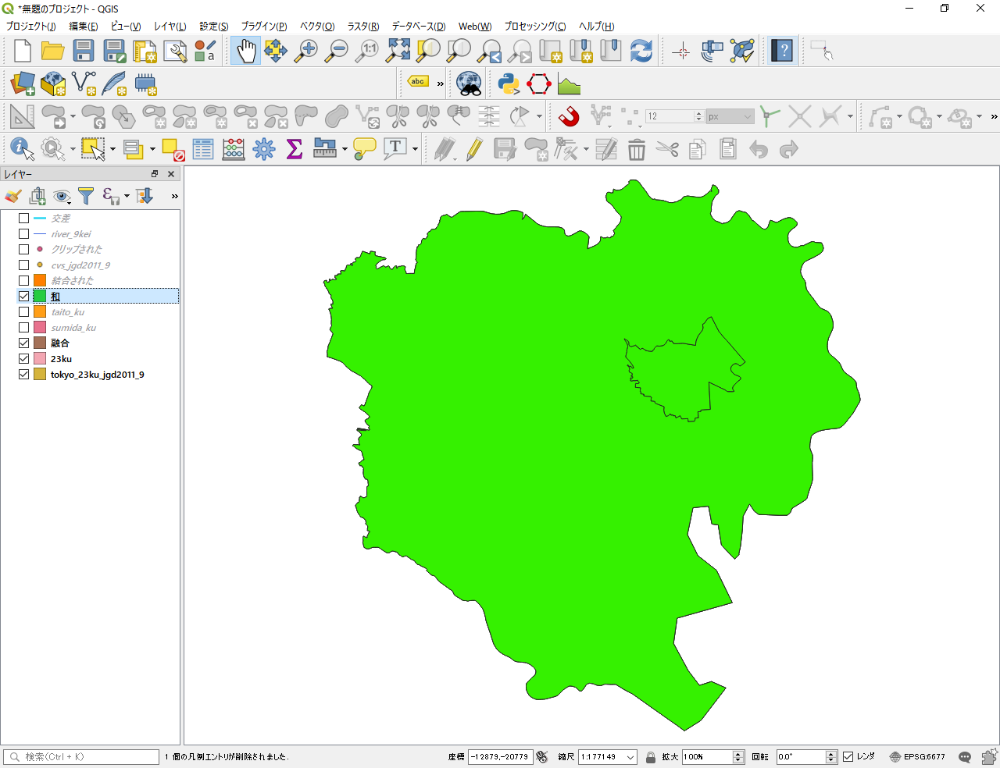 *無題のプロジェクト - QGIS
プロジェクト(J) 編集(E) ビュー(V) レイヤ(L) 設定(S) プラグイン(P) ベクタ(O) ラスタ(R) データベース(D) Web(W) プロセッシング(C) ヘルプ(H)
1:1
a
?
abc »
12 px »
T
レイヤー
»
交差
river_9kei
クリップされた
cvs_jgd2011_9
結合された
和
taito_ku
sumida_ku
融合
23ku
tokyo_23ku_jgd2011_9
検索(Ctrl + K) 1 個の凡例エントリが削除されました. 座標 -12879,-20779 縮尺 1:177149 拡大 100% 回転 0.0° レンダ EPSG:6677